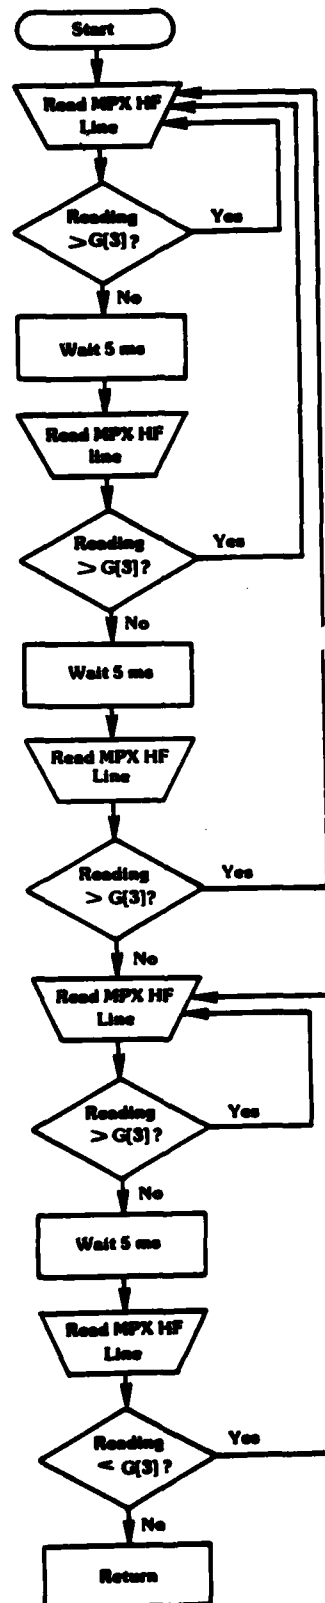 Start
Read MPX HF
Line
Reading
> G[3]?
Yes
No
Wait 5 ms
Read MPX HF
line
Reading
> G[3]?
Yes
No
Wait 5 ms
Read MPX HF
Line
Reading
> G[3]?
Yes
No
Read MPX HF
Line
Reading
> G[3]?
Yes
No
Wait 5 ms
Read MPX HF
Line
Reading
< G[3]?
Yes
No
Return